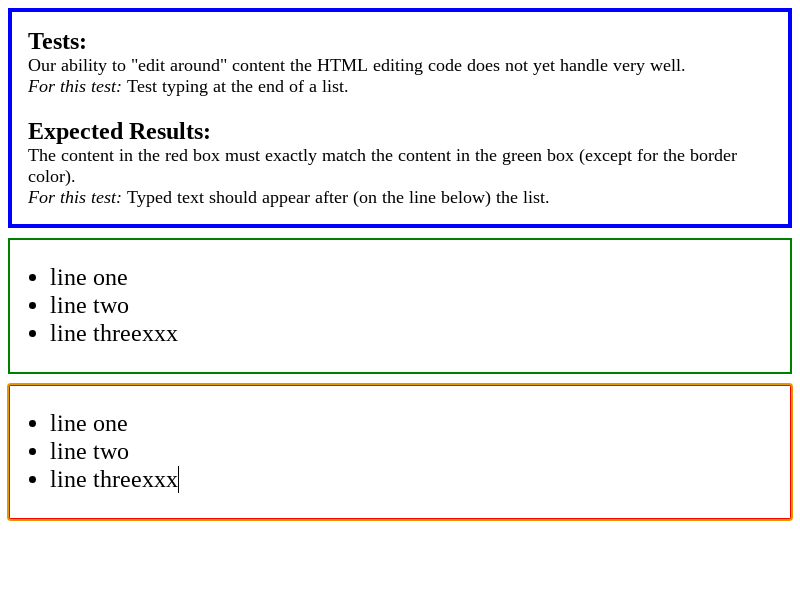 Tests:
Our ability to "edit around" content the HTML editing code does not yet handle very well.
For this test: Test typing at the end of a list.
Expected Results:
The content in the red box must exactly match the content in the green box (except for the border
color).
For this test: Typed text should appear after (on the line below) the list.
• line one
• line two
• line threexxx
• line one
• line two
• line threexxx